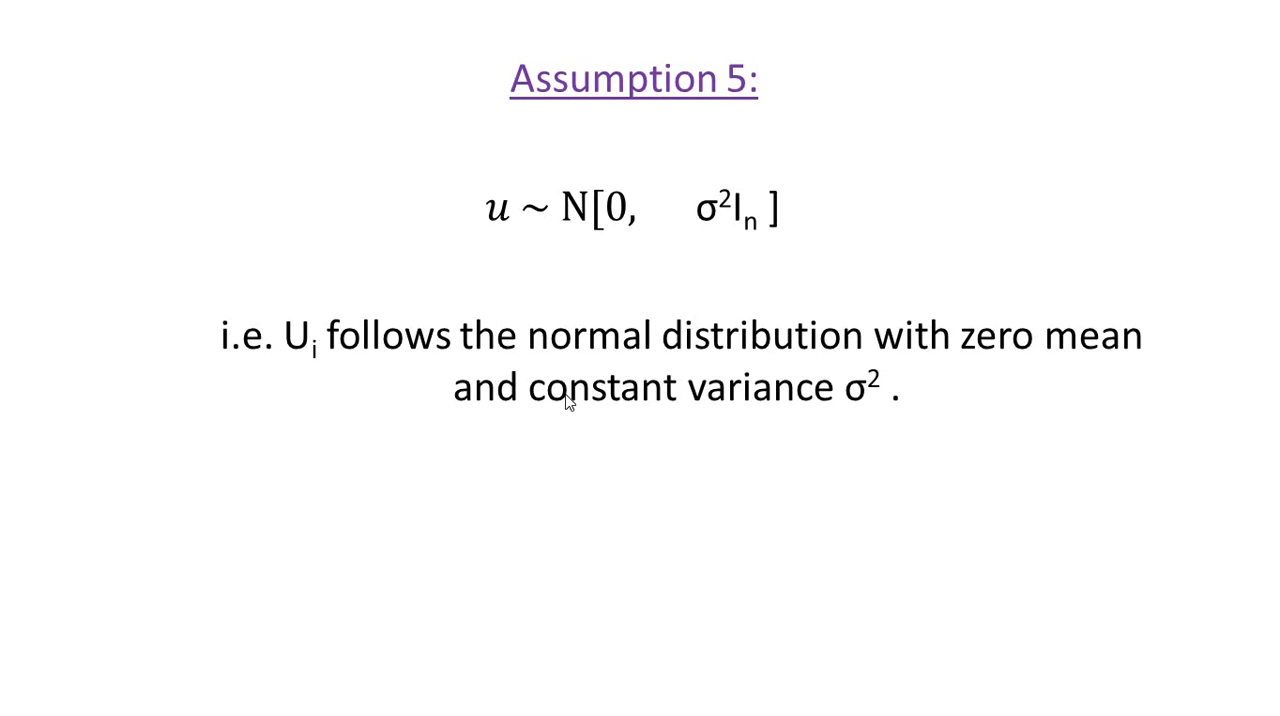 Assumption 5:
𝑢 ~ N[0, σ²Iₙ ]
i.e. Uᵢ follows the normal distribution with zero mean
and constant variance σ² .